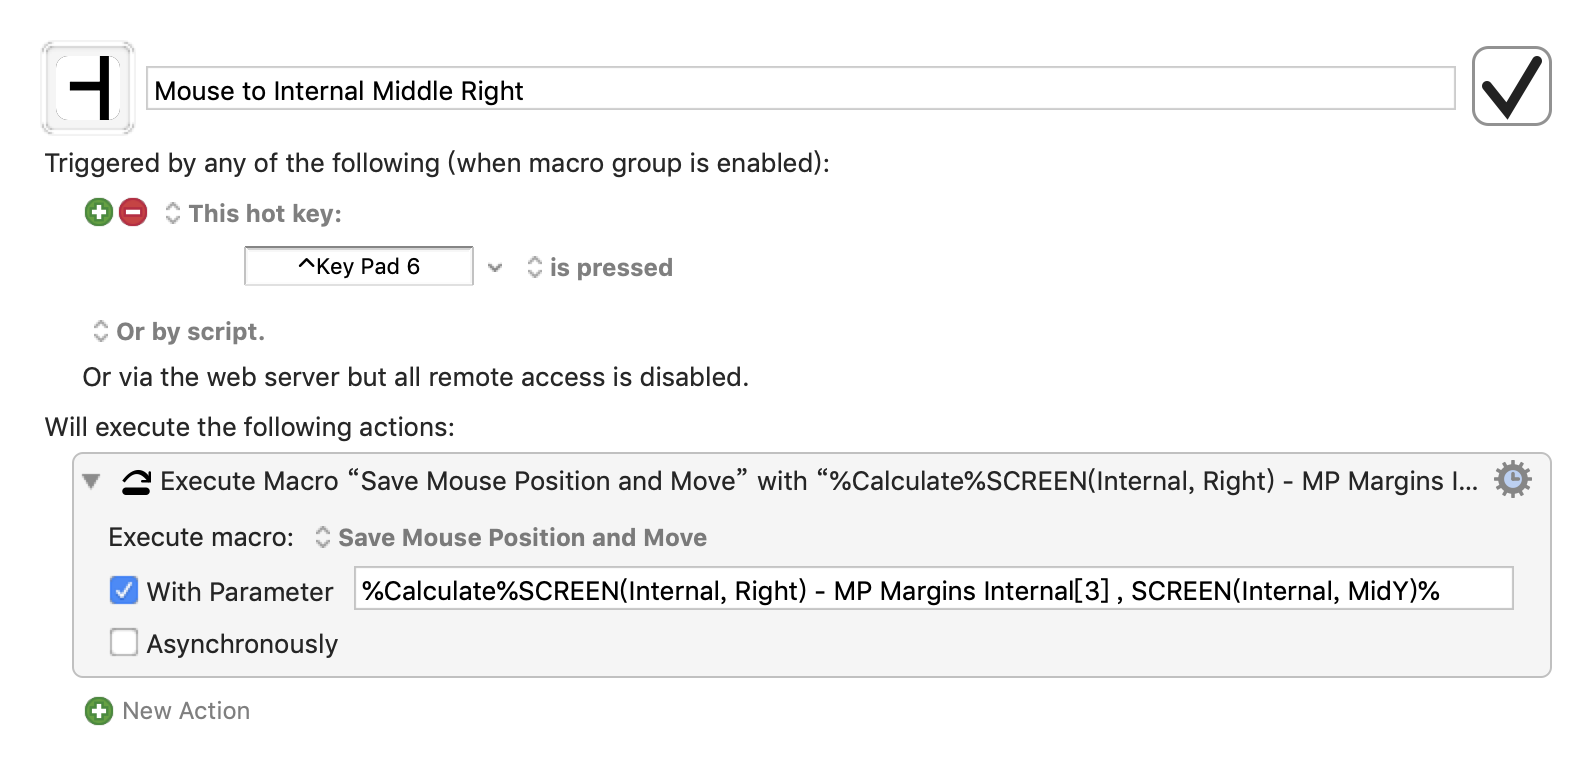 Mouse to Internal Middle Right
Triggered by any of the following (when macro group is enabled):
This hot key:
^Key Pad 6 is pressed
Or by script.
Or via the web server but all remote access is disabled.
Will execute the following actions:
Execute Macro “Save Mouse Position and Move” with “%Calculate%SCREEN(Internal, Right) - MP Margins I...
Execute macro: Save Mouse Position and Move
With Parameter %Calculate%SCREEN(Internal, Right) - MP Margins Internal[3] , SCREEN(Internal, MidY)%
Asynchronously
New Action